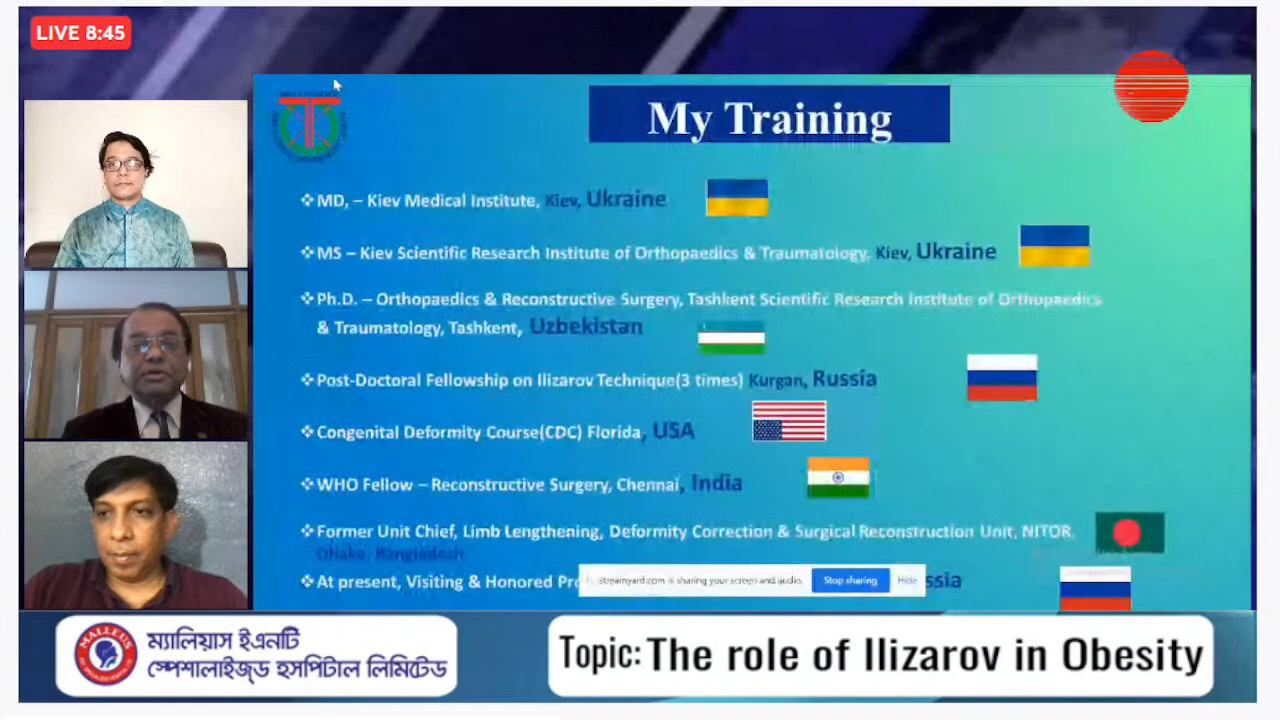 LIVE 8:45
My Training
❖MD, – Kiev Medical Institute, Kiev, Ukraine
❖MS – Kiev Scientific Research Institute of Orthopaedics & Traumatology, Kiev, Ukraine
❖Ph.D. – Orthopaedics & Reconstructive Surgery, Tashkent Scientific Research Institute of Orthopaedics
& Traumatology, Tashkent, Uzbekistan
❖Post-Doctoral Fellowship on Ilizarov Technique(3 times) Kurgan, Russia
❖Congenital Deformity Course(CDC) Florida, USA
❖WHO Fellow – Reconstructive Surgery, Chennai, India
❖Former Unit Chief, Limb Lengthening, Deformity Correction & Surgical Reconstruction Unit, NITOR,
Dhaka, Bangladesh
❖At present, Visiting & Honored
streamyard.com is sharing your screen and audio.
Stop sharing
Hide
MALLEUS
ম্যালিয়াস ইএনটি
স্পেশালাইজ্‌ড হসপিটাল লিমিটেড
Topic: The role of Ilizarov in Obesity